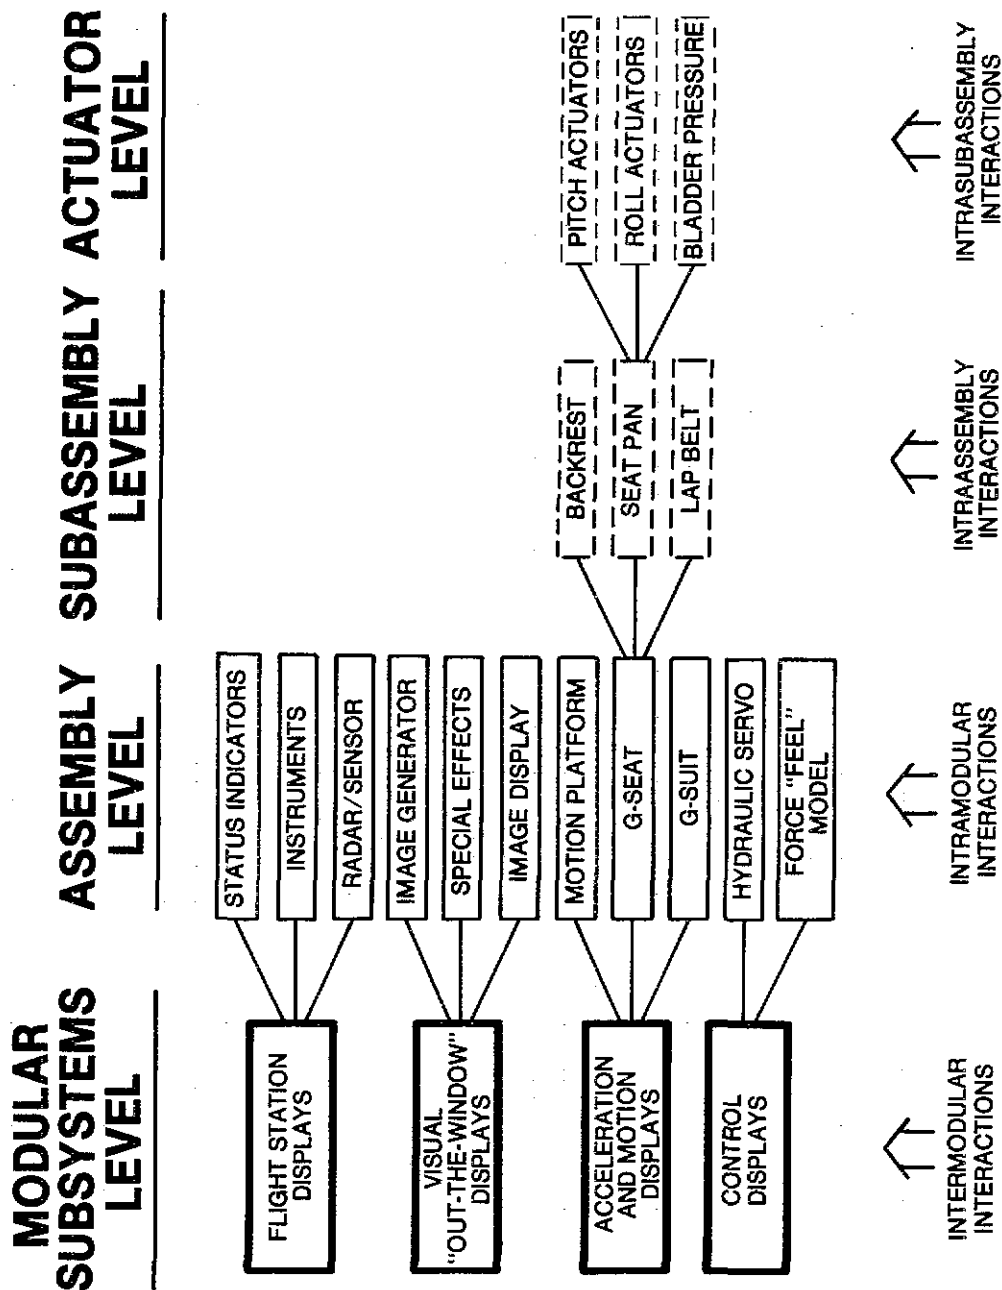 MODULAR
SUBSYSTEMS
LEVEL
ASSEMBLY
LEVEL
SUBASSEMBLY
LEVEL
ACTUATOR
LEVEL
FLIGHT STATION
DISPLAYS
VISUAL
"OUT-THE-WINDOW"
DISPLAYS
ACCELERATION
AND MOTION
DISPLAYS
CONTROL
DISPLAYS
STATUS INDICATORS
INSTRUMENTS
RADAR/SENSOR
IMAGE GENERATOR
SPECIAL EFFECTS
IMAGE DISPLAY
MOTION PLATFORM
G-SEAT
G-SUIT
HYDRAULIC SERVO
FORCE "FEEL"
MODEL
BACKREST
SEAT PAN
LAP BELT
PITCH ACTUATORS
ROLL ACTUATORS
BLADDER PRESSURE
INTERMODULAR
INTERACTIONS
INTRAMODULAR
INTERACTIONS
INTRAASSEMBLY
INTERACTIONS
INTRASUBASSEMBLY
INTERACTIONS